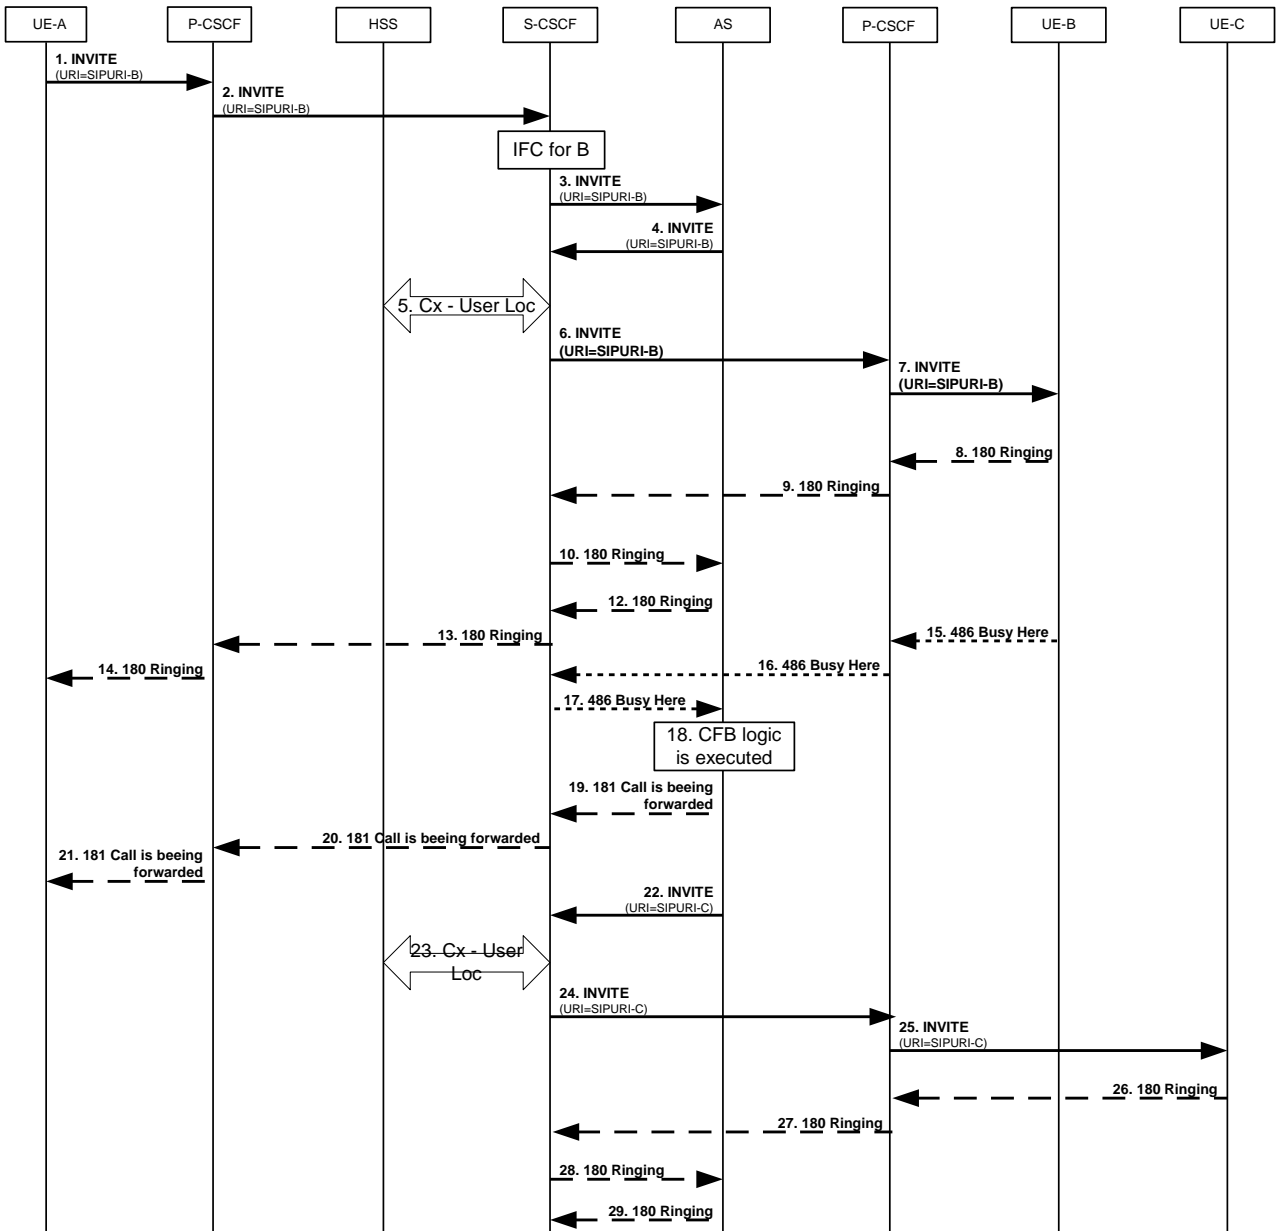 UE-A
P-CSCF
HSS
S-CSCF
AS
P-CSCF
UE-B
UE-C
1. INVITE
(URI=SIPURI-B)
2. INVITE
(URI=SIPURI-B)
IFC for B
3. INVITE
(URI=SIPURI-B)
4. INVITE
(URI=SIPURI-B)
5. Cx - User Loc
6. INVITE
(URI=SIPURI-B)
7. INVITE
(URI=SIPURI-B)
8. 180 Ringing
9. 180 Ringing
10. 180 Ringing
12. 180 Ringing
13. 180 Ringing
15. 486 Busy Here
14. 180 Ringing
16. 486 Busy Here
17. 486 Busy Here
18. CFB logic
is executed
19. 181 Call is beeing
forwarded
20. 181 Call is beeing forwarded
21. 181 Call is beeing
forwarded
22. INVITE
(URI=SIPURI-C)
23. Cx - User
Loc
24. INVITE
(URI=SIPURI-C)
25. INVITE
(URI=SIPURI-C)
26. 180 Ringing
27. 180 Ringing
28. 180 Ringing
29. 180 Ringing